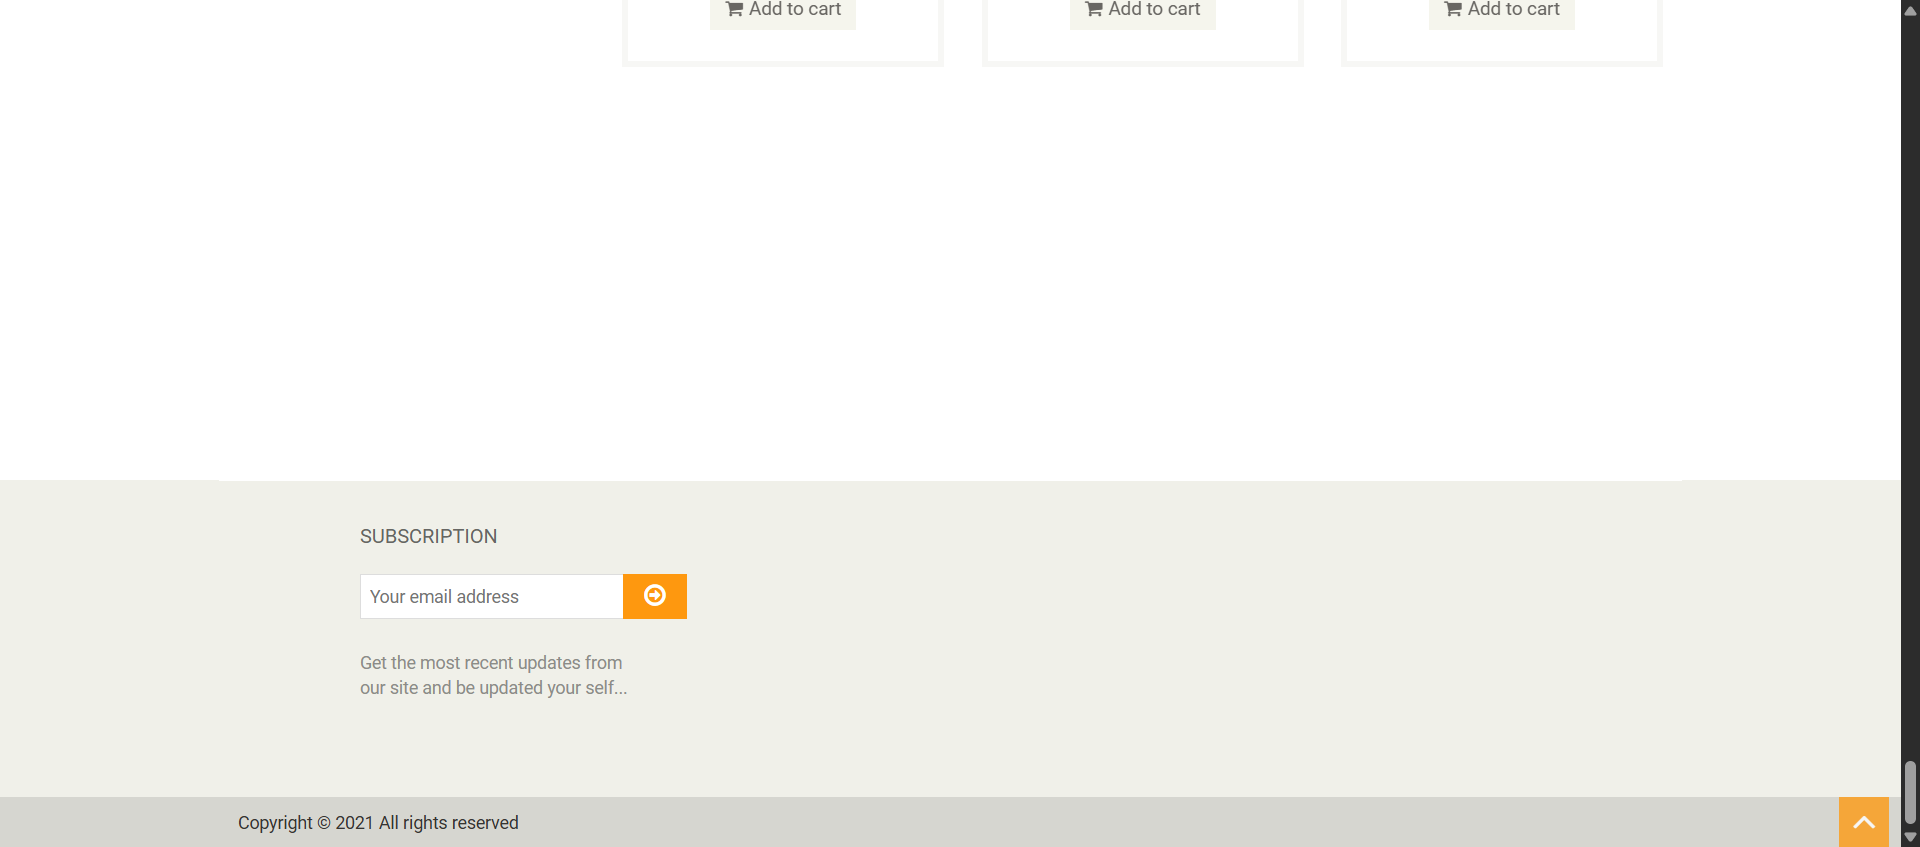 Add to cart
Add to cart
Add to cart
SUBSCRIPTION
Your email address
Get the most recent updates from
our site and be updated your self...
Copyright © 2021 All rights reserved